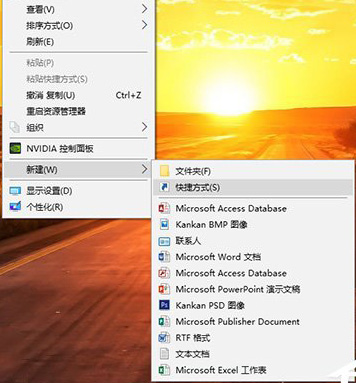 查看(V)
排序方式(O)
刷新(E)
粘贴(P)
粘贴快捷方式(S)
撤消 复制(U) Ctrl+Z
重启资源管理器
组织
NVIDIA 控制面板
新建(W)
显示设置(D)
个性化(R)
文件夹(F)
快捷方式(S)
Microsoft Access Database
Kankan BMP 图像
联系人
Microsoft Word 文档
Microsoft Access Database
Microsoft PowerPoint 演示文稿
Kankan PSD 图像
Microsoft Publisher Document
RTF 格式
文本文档
Microsoft Excel 工作表